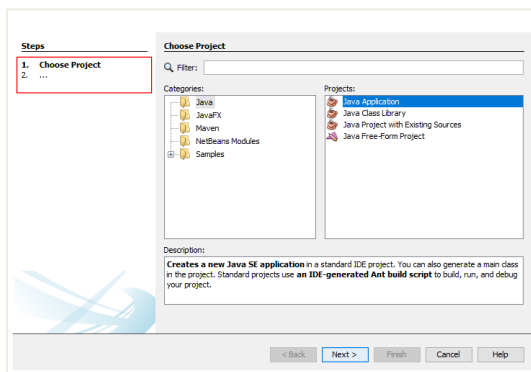 Steps
1. Choose Project
2. ...
Choose Project
Filter:
Categories:
Java
JavaFX
Maven
NetBeans Modules
Samples
Projects:
Java Application
Java Class Library
Java Project with Existing Sources
Java Free-Form Project
Description:
Creates a new Java SE application in a standard IDE project. You can also generate a main class
in the project. Standard projects use an IDE-generated Ant build script to build, run, and debug
your project.
< Back
Next >
Finish
Cancel
Help